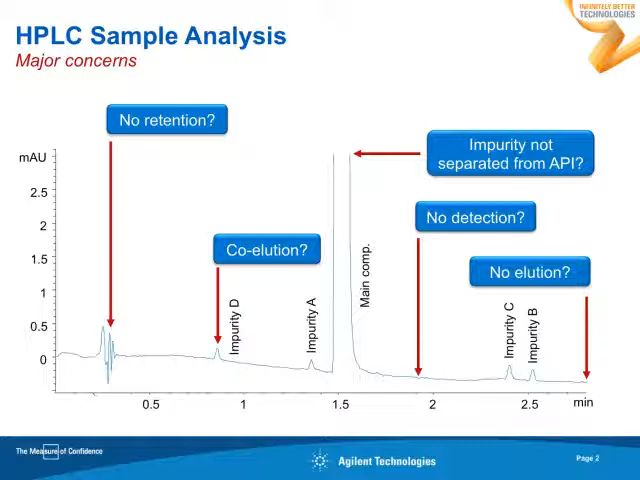 INFINITELY BETTER
TECHNOLOGIES
HPLC Sample Analysis
Major concerns
No retention?
Impurity not
separated from API?
mAU
2.5
No detection?
2
Co-elution?
1.5
No elution?
1
0.5
0
Impurity D
Impurity A
Main comp.
Impurity C
Impurity B
0.5
1
1.5
2
2.5
min
The Measure of Confidence
Agilent Technologies
Page 2